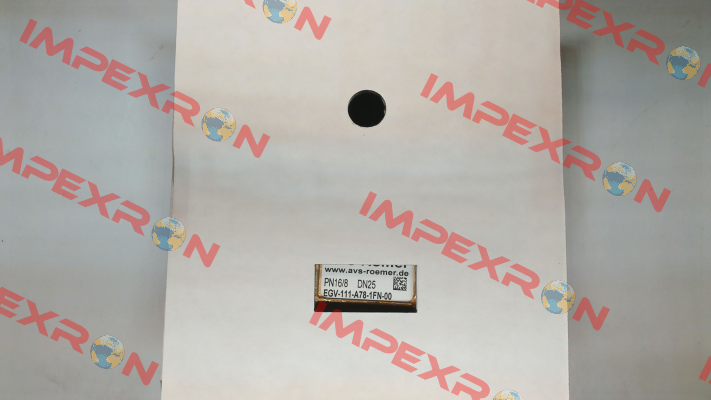 IMPEXRON
IMPEXRON
IMPEXRON
IMPEXRON
IMPEXRON
www.avs-roemer.de
PN16/8 DN25
EGV-111-A78-1FN-00
IMPEXRON